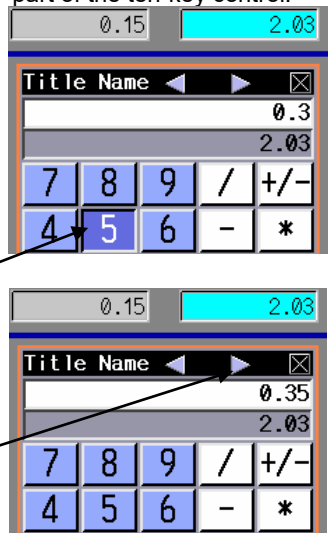 part of the ten-key control.
0.15 2.03
Title Name ◀ ▶ ☒
0.3
2.03
7 8 9 / +/-
4 5 6 - *
0.15 2.03
Title Name ◀ ▶ ☒
0.35
2.03
7 8 9 / +/-
4 5 6 - *